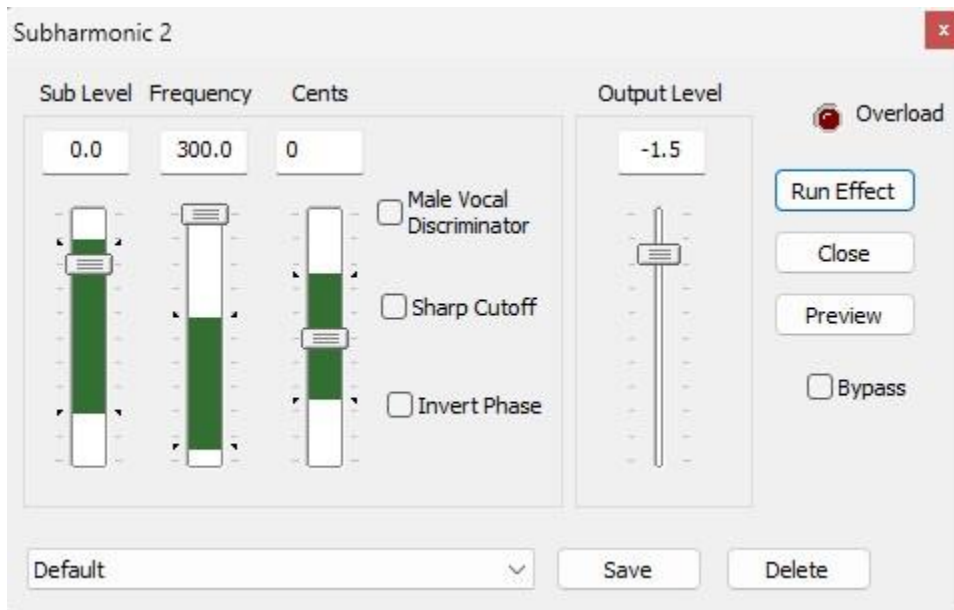 Subharmonic 2
x
Sub Level Frequency Cents Output Level
Overload
0.0 300.0 0 -1.5
Run Effect
Male Vocal
Discriminator
Close
Sharp Cutoff
Preview
Invert Phase
Bypass
Default Save Delete